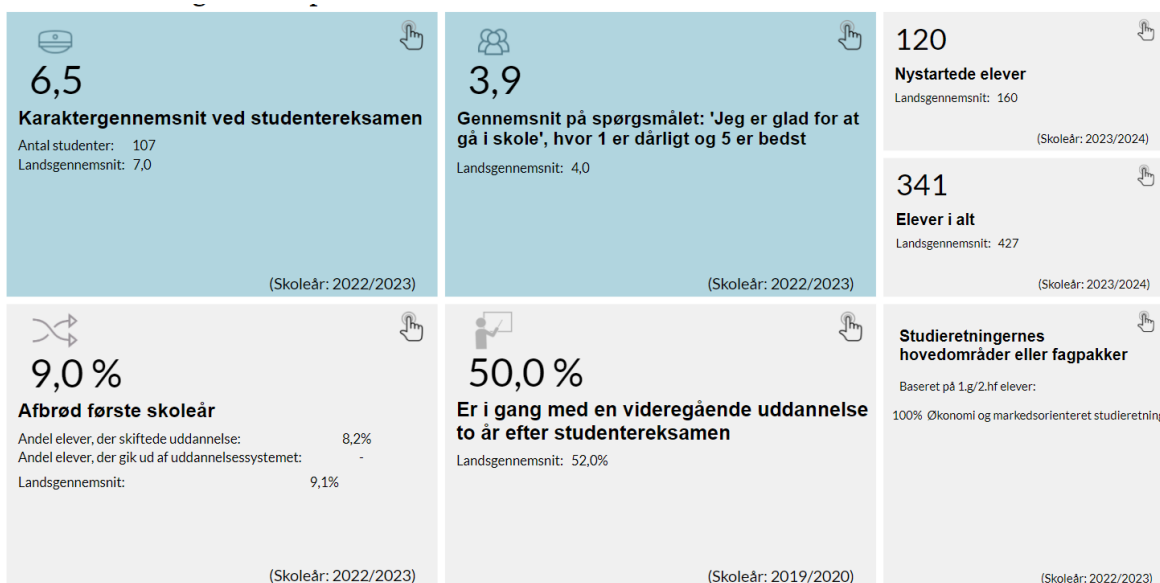 6,5
Karaktergennemsnit ved studentereksamen
Antal studenter: 107
Landsgennemsnit: 7,0
(Skoleår: 2022/2023)
3,9
Gennemsnit på spørgsmålet: 'Jeg er glad for at
gå i skole', hvor 1 er dårligt og 5 er bedst
Landsgennemsnit: 4,0
(Skoleår: 2022/2023)
120
Nystartede elever
Landsgennemsnit: 160
(Skoleår: 2023/2024)
341
Elever i alt
Landsgennemsnit: 427
(Skoleår: 2023/2024)
9,0 %
Afbrød første skoleår
Andel elever, der skiftede uddannelse: 8,2%
Andel elever, der gik ud af uddannelsessystemet: -
Landsgennemsnit: 9,1%
(Skoleår: 2022/2023)
50,0 %
Er i gang med en videregående uddannelse
to år efter studentereksamen
Landsgennemsnit: 52,0%
(Skoleår: 2019/2020)
Studieretningernes
hovedområder eller fagpakker
Baseret på 1.g/2.hf elever:
100% Økonomi og markedsorienteret studieretning
(Skoleår: 2022/2023)